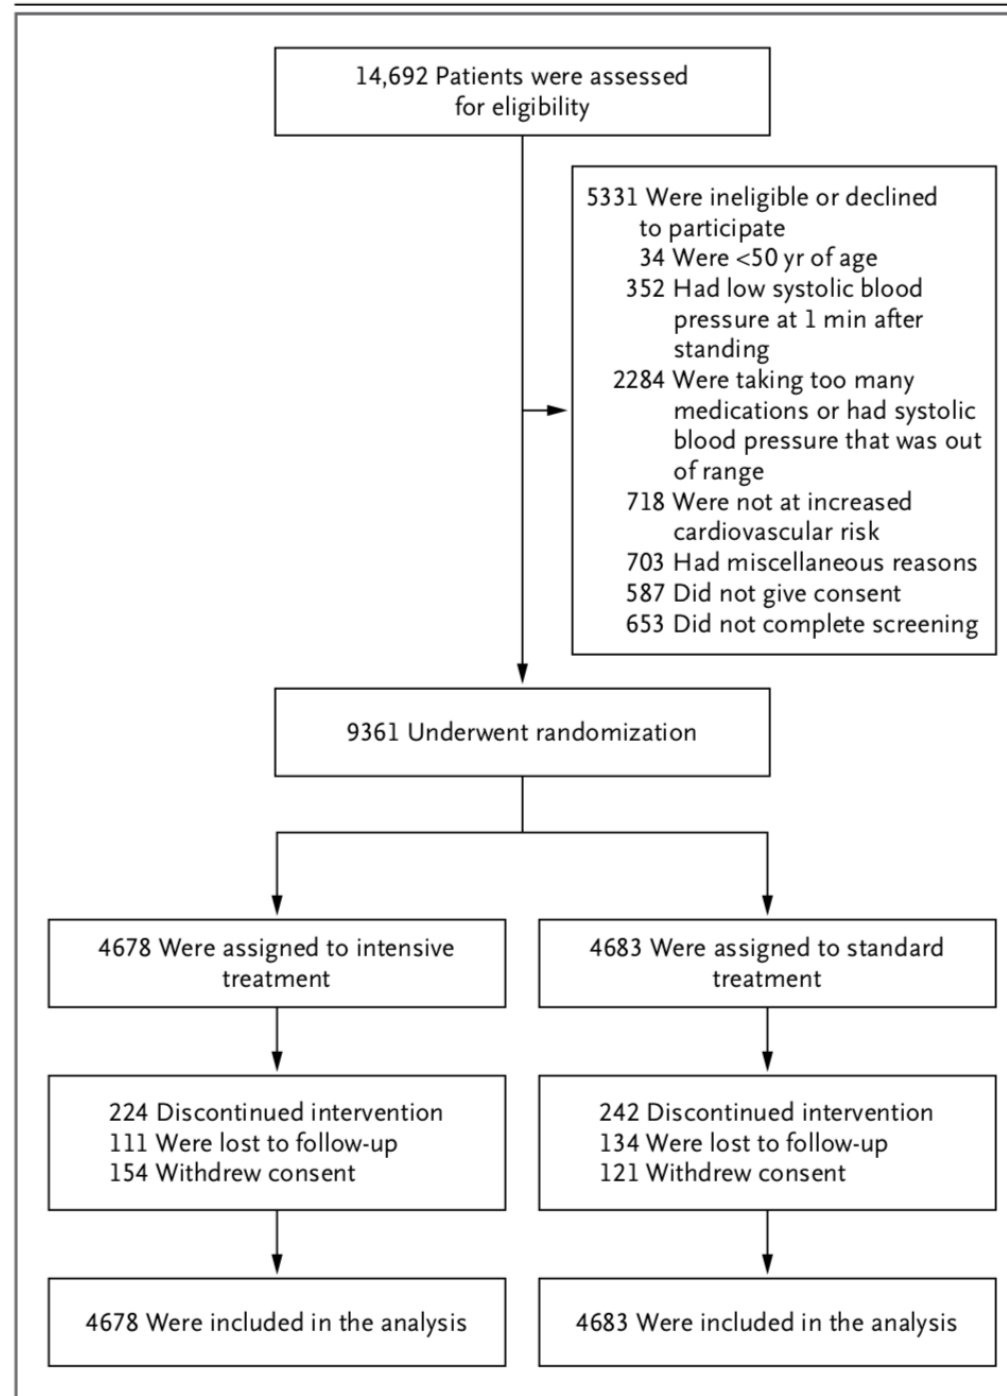 14,692 Patients were assessed
for eligibility
5331 Were ineligible or declined
to participate
34 Were <50 yr of age
352 Had low systolic blood
pressure at 1 min after
standing
2284 Were taking too many
medications or had systolic
blood pressure that was out
of range
718 Were not at increased
cardiovascular risk
703 Had miscellaneous reasons
587 Did not give consent
653 Did not complete screening
9361 Underwent randomization
4678 Were assigned to intensive
treatment
4683 Were assigned to standard
treatment
224 Discontinued intervention
111 Were lost to follow-up
154 Withdrew consent
242 Discontinued intervention
134 Were lost to follow-up
121 Withdrew consent
4678 Were included in the analysis
4683 Were included in the analysis